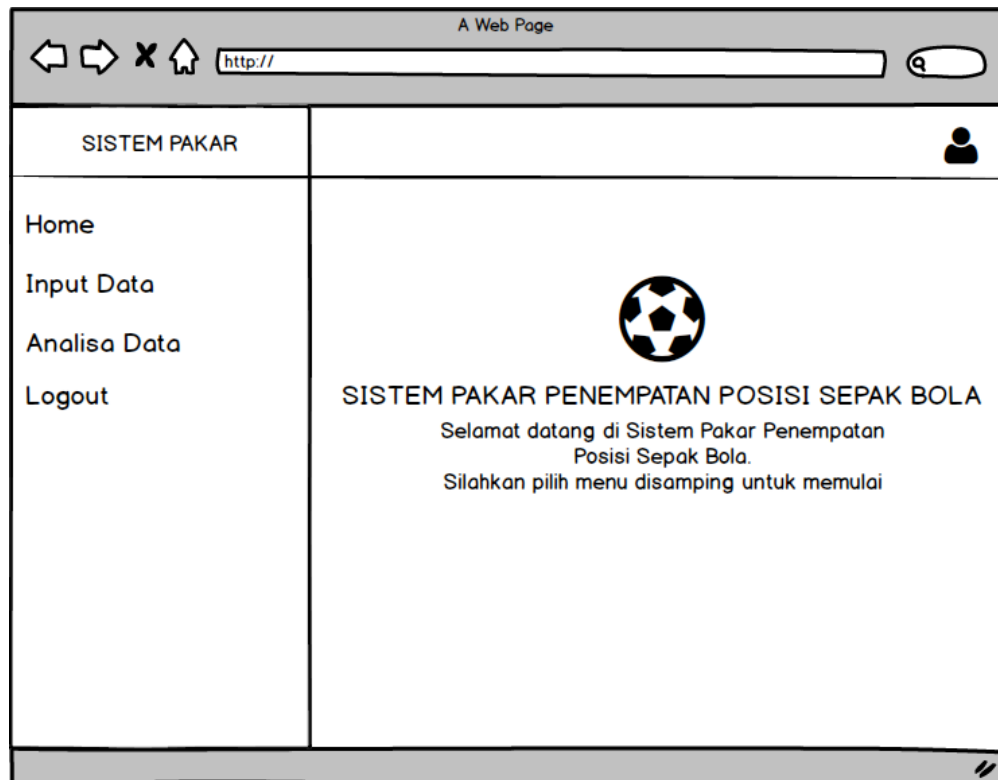 A Web Page
http://
SISTEM PAKAR
Home
Input Data
Analisa Data
Logout
SISTEM PAKAR PENEMPATAN POSISI SEPAK BOLA
Selamat datang di Sistem Pakar Penempatan
Posisi Sepak Bola.
Silahkan pilih menu disamping untuk memulai